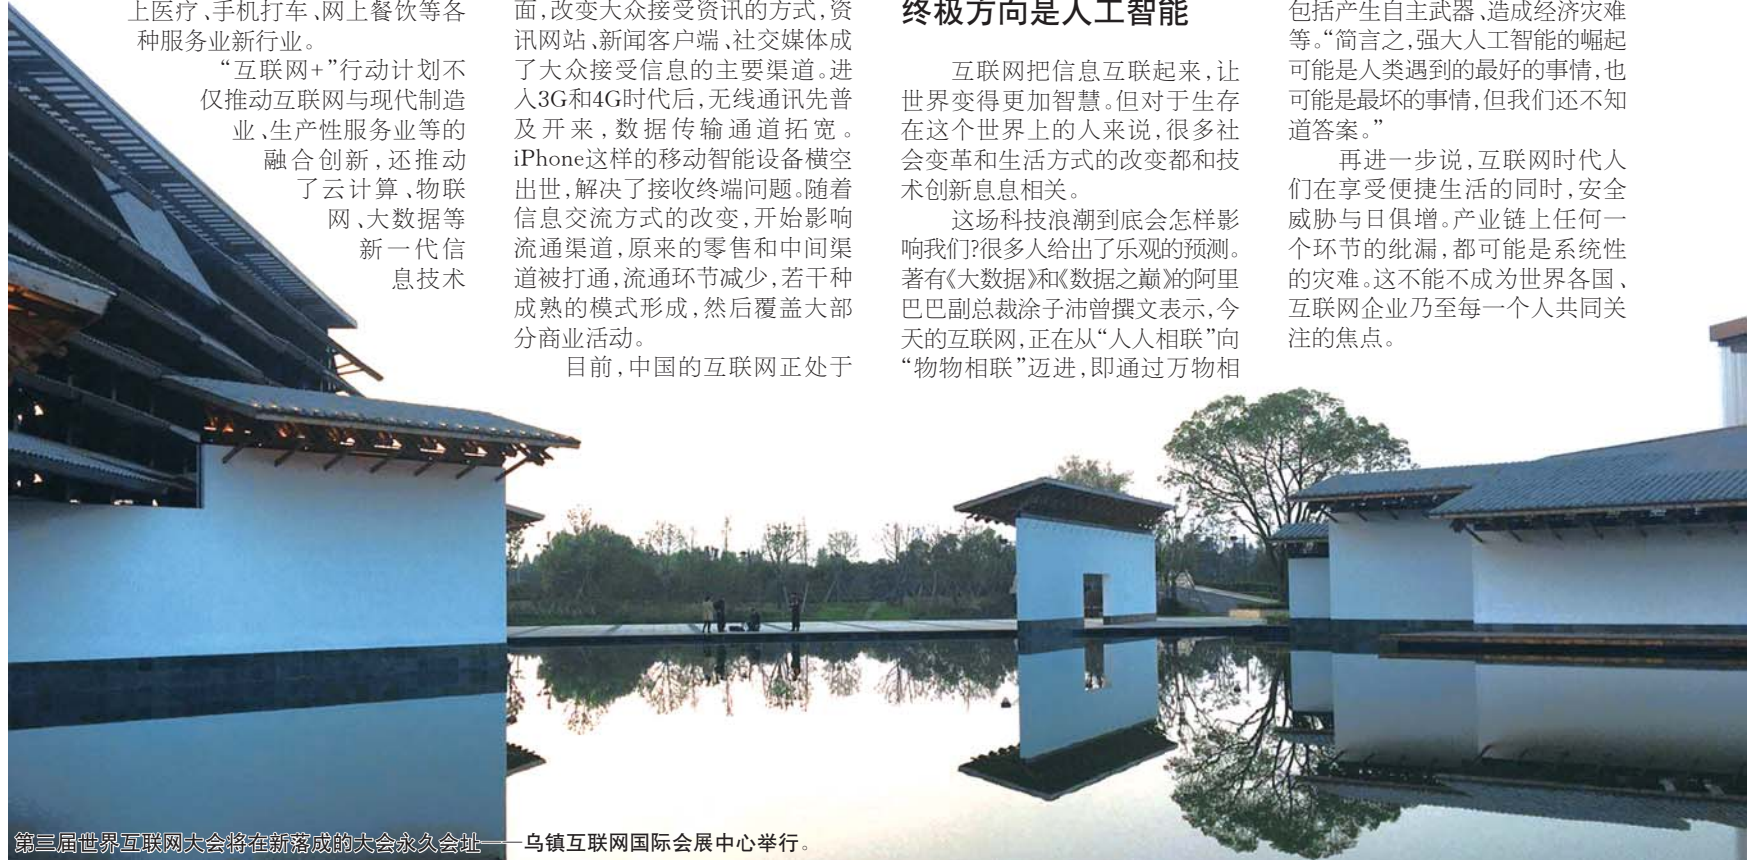 上医疗、手机打车、网上餐饮等各
种服务业新行业。
“互联网+”行动计划不
仅推动互联网与现代制造
业、生产性服务业等的
融合创新,还推动
了云计算、物联
网、大数据等
新一代信
息技术
面,改变大众接受资讯的方式,资
讯网站、新闻客户端、社交媒体成
了大众接受信息的主要渠道。进
入3G和4G时代后,无线通讯先普
及开来,数据传输通道拓宽。
iPhone这样的移动智能设备横空
出世,解决了接收终端问题。随着
信息交流方式的改变,开始影响
流通渠道,原来的零售和中间渠
道被打通,流通环节减少,若干种
成熟的模式形成,然后覆盖大部
分商业活动。
目前,中国的互联网正处于
终极方向是人工智能
互联网把信息互联起来,让
世界变得更加智慧。但对于生存
在这个世界上的人来说,很多社
会变革和生活方式的改变都和技
术创新息息相关。
这场科技浪潮到底会怎样影
响我们?很多人给出了乐观的预测。
著有《大数据》和《数据之巅》的阿里
巴巴副总裁涂子沛曾撰文表示,今
天的互联网,正在从“人人相联”向
“物物相联”迈进,即通过万物相
包括产生自主武器、造成经济灾难
等。“简言之,强大人工智能的崛起
可能是人类遇到的最好的事情,也
可能是最坏的事情,但我们还不知
道答案。”
再进一步说,互联网时代人
们在享受便捷生活的同时,安全
威胁与日俱增。产业链上任何一
个环节的纰漏,都可能是系统性
的灾难。这不能不成为世界各国、
互联网企业乃至每一个人共同关
注的焦点。
第三届世界互联网大会将在新落成的大会永久会址——乌镇互联网国际会展中心举行。